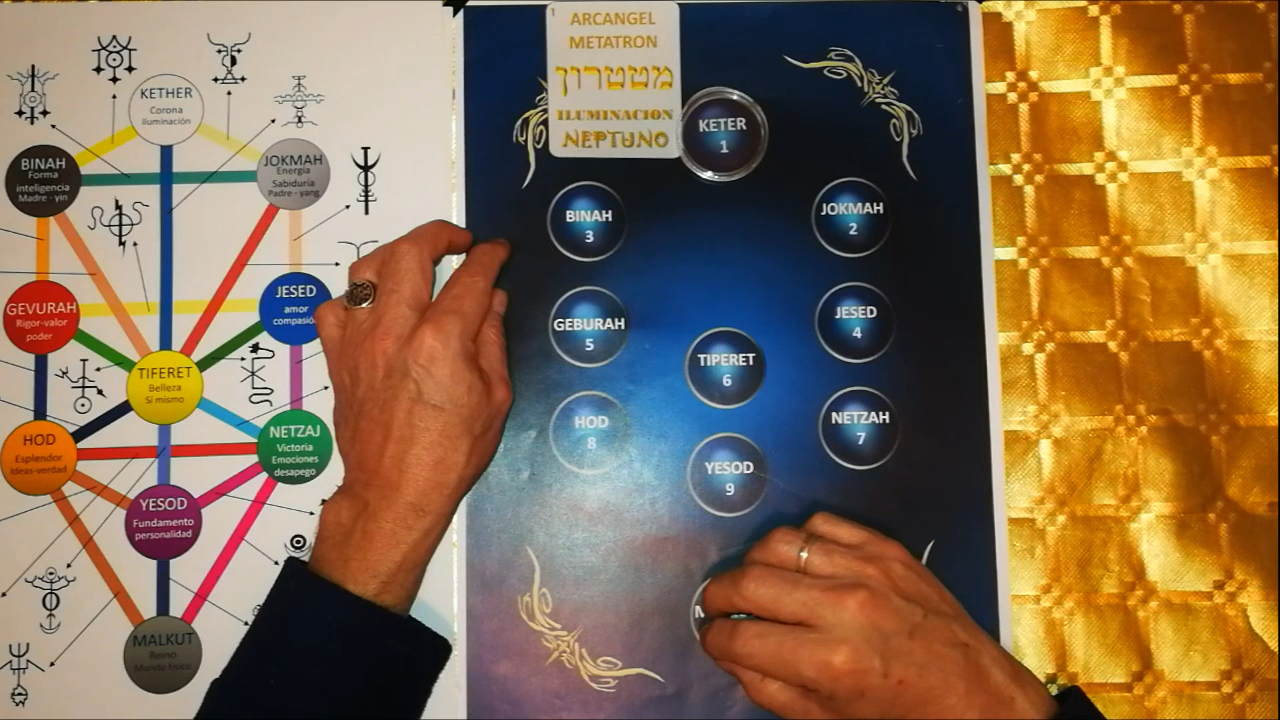 KETHER
Corona
iluminación
BINAH
Forma
inteligencia
Madre - yin
JOKMAH
Energía
Sabiduría
Padre - yang
GEVURAH
Rigor-valor
poder
JESED
amor
compasió
TIFERET
Belleza
Sí mismo
HOD
Esplendor
Ideas-verdad
NETZAJ
Victoria
Emociones
desapego
YESOD
Fundamento
personalidad
MALKUT
Reino
Mundo físico
1
ARCANGEL
METATRON
מטטרון
ILUMINACION
NEPTUNO
KETER
1
BINAH
3
JOKMAH
2
GEBURAH
5
JESED
4
TIPERET
6
HOD
8
NETZAH
7
YESOD
9